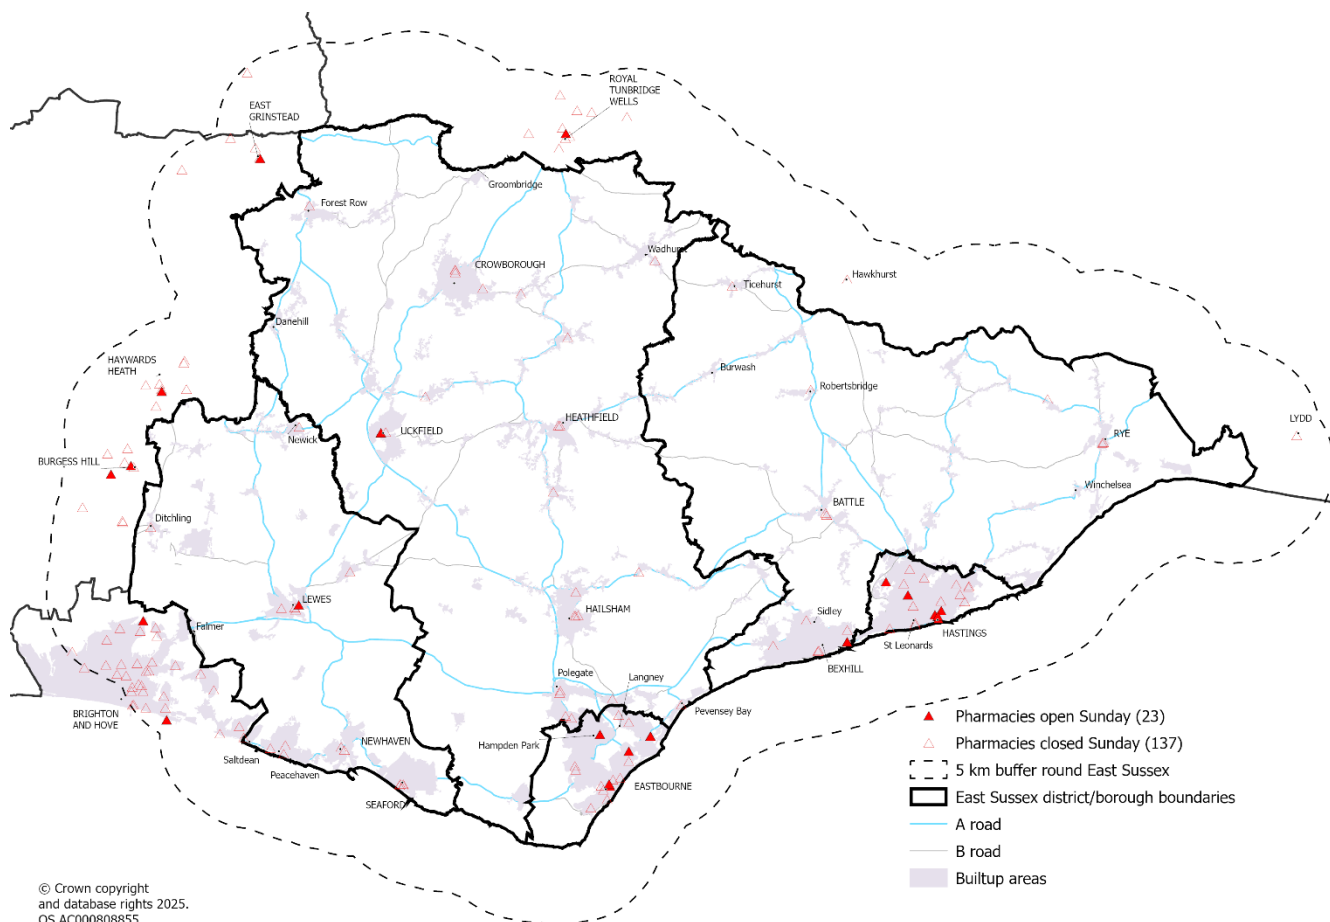 ROYAL
TUNBRIDGE
WELLS
EAST
GRINSTEAD
Groombridge
Forest Row
Wadhurst
CROWBOROUGH
Hawkhurst
Ticehurst
Danehill
HAYWARDS
HEATH
Burwash
Robertsbridge
HEATHFIELD
LYDD
UCKFIELD
Newick
RYE
BURGESS HILL
Winchelsea
BATTLE
Ditchling
LEWES
HAILSHAM
Sidley
Falmer
HASTINGS
St Leonards
BEXHILL
Polegate
Langney
Pevensey Bay
BRIGHTON
AND HOVE
Hampden Park
NEWHAVEN
Saltdean
Peacehaven
EASTBOURNE
SEAFORD
Pharmacies open Sunday (23)
Pharmacies closed Sunday (137)
5 km buffer round East Sussex
East Sussex district/borough boundaries
A road
B road
Builtup areas
© Crown copyright
and database rights 2025.
OS AC000808855